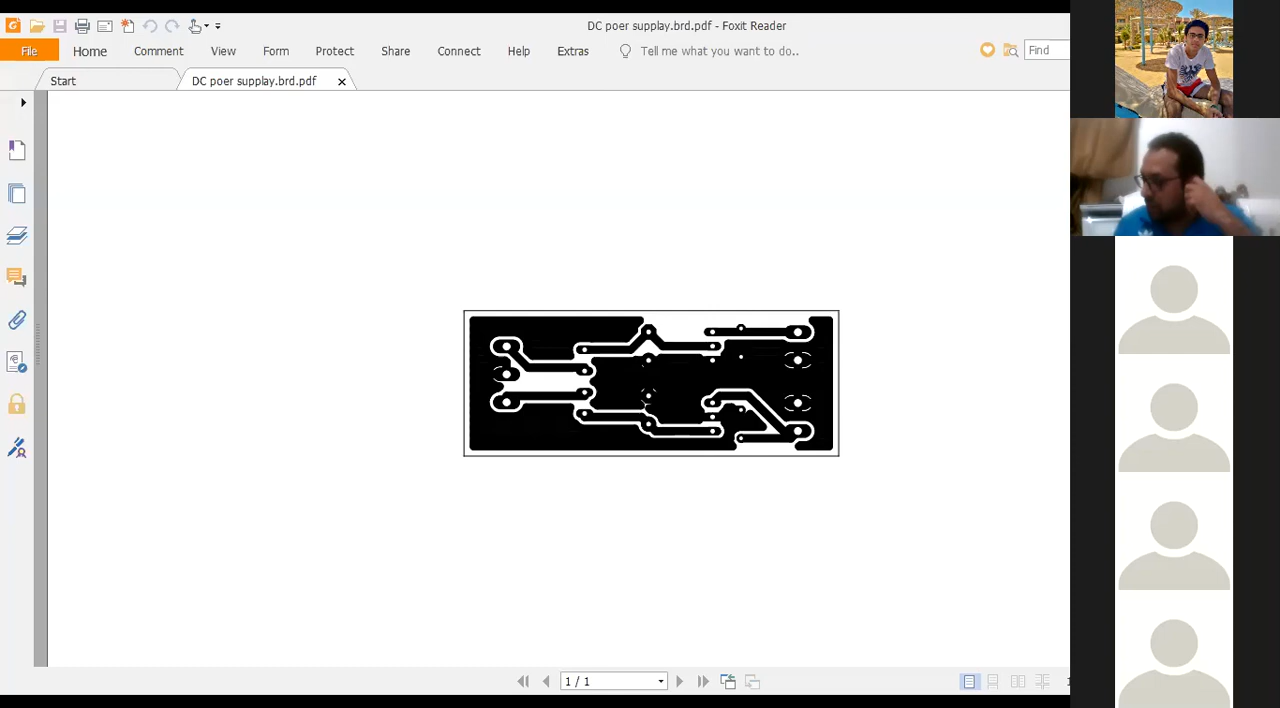 DC poer supplay.brd.pdf - Foxit Reader
File Home Comment View Form Protect Share Connect Help Extras Tell me what you want to do.. Find
Start DC poer supplay.brd.pdf
1 / 1